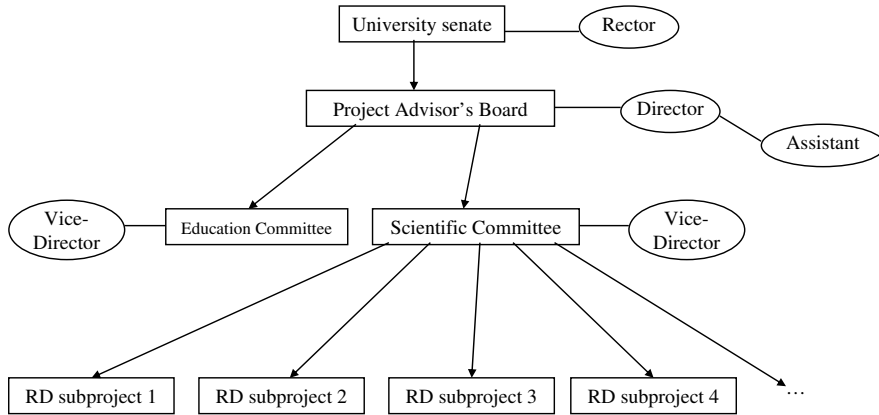 University senate
Rector
Project Advisor's Board
Director
Assistant
Vice-
Director
Education Committee
Scientific Committee
Vice-
Director
RD subproject 1
RD subproject 2
RD subproject 3
RD subproject 4
…